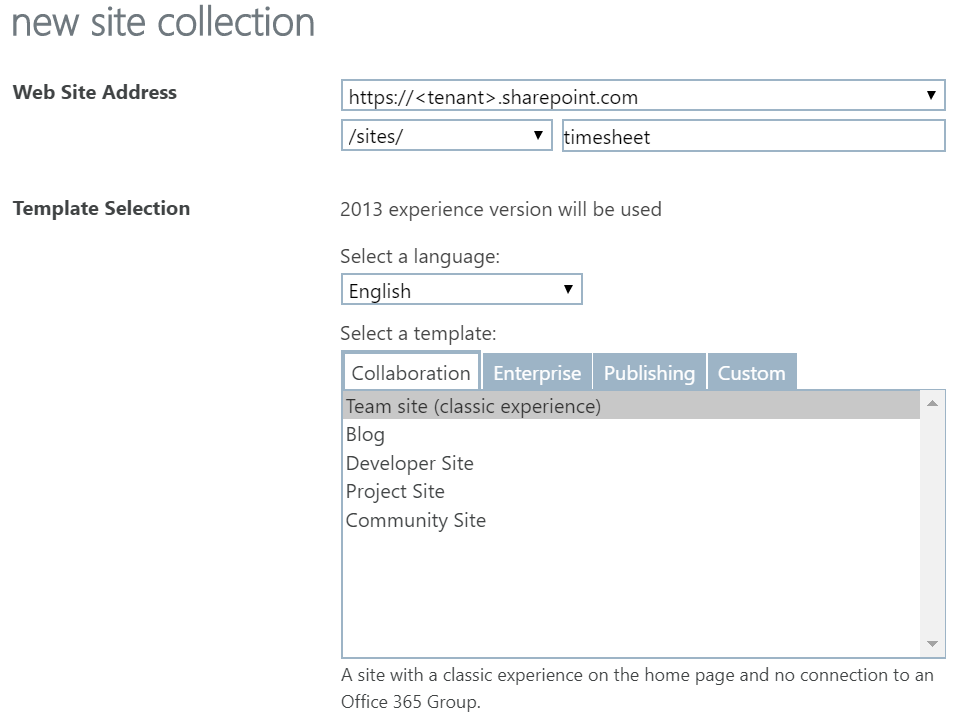 new site collection
Web Site Address
https://<tenant>.sharepoint.com
/sites/ timesheet
Template Selection
2013 experience version will be used
Select a language:
English
Select a template:
Collaboration Enterprise Publishing Custom
Team site (classic experience)
Blog
Developer Site
Project Site
Community Site
A site with a classic experience on the home page and no connection to an
Office 365 Group.